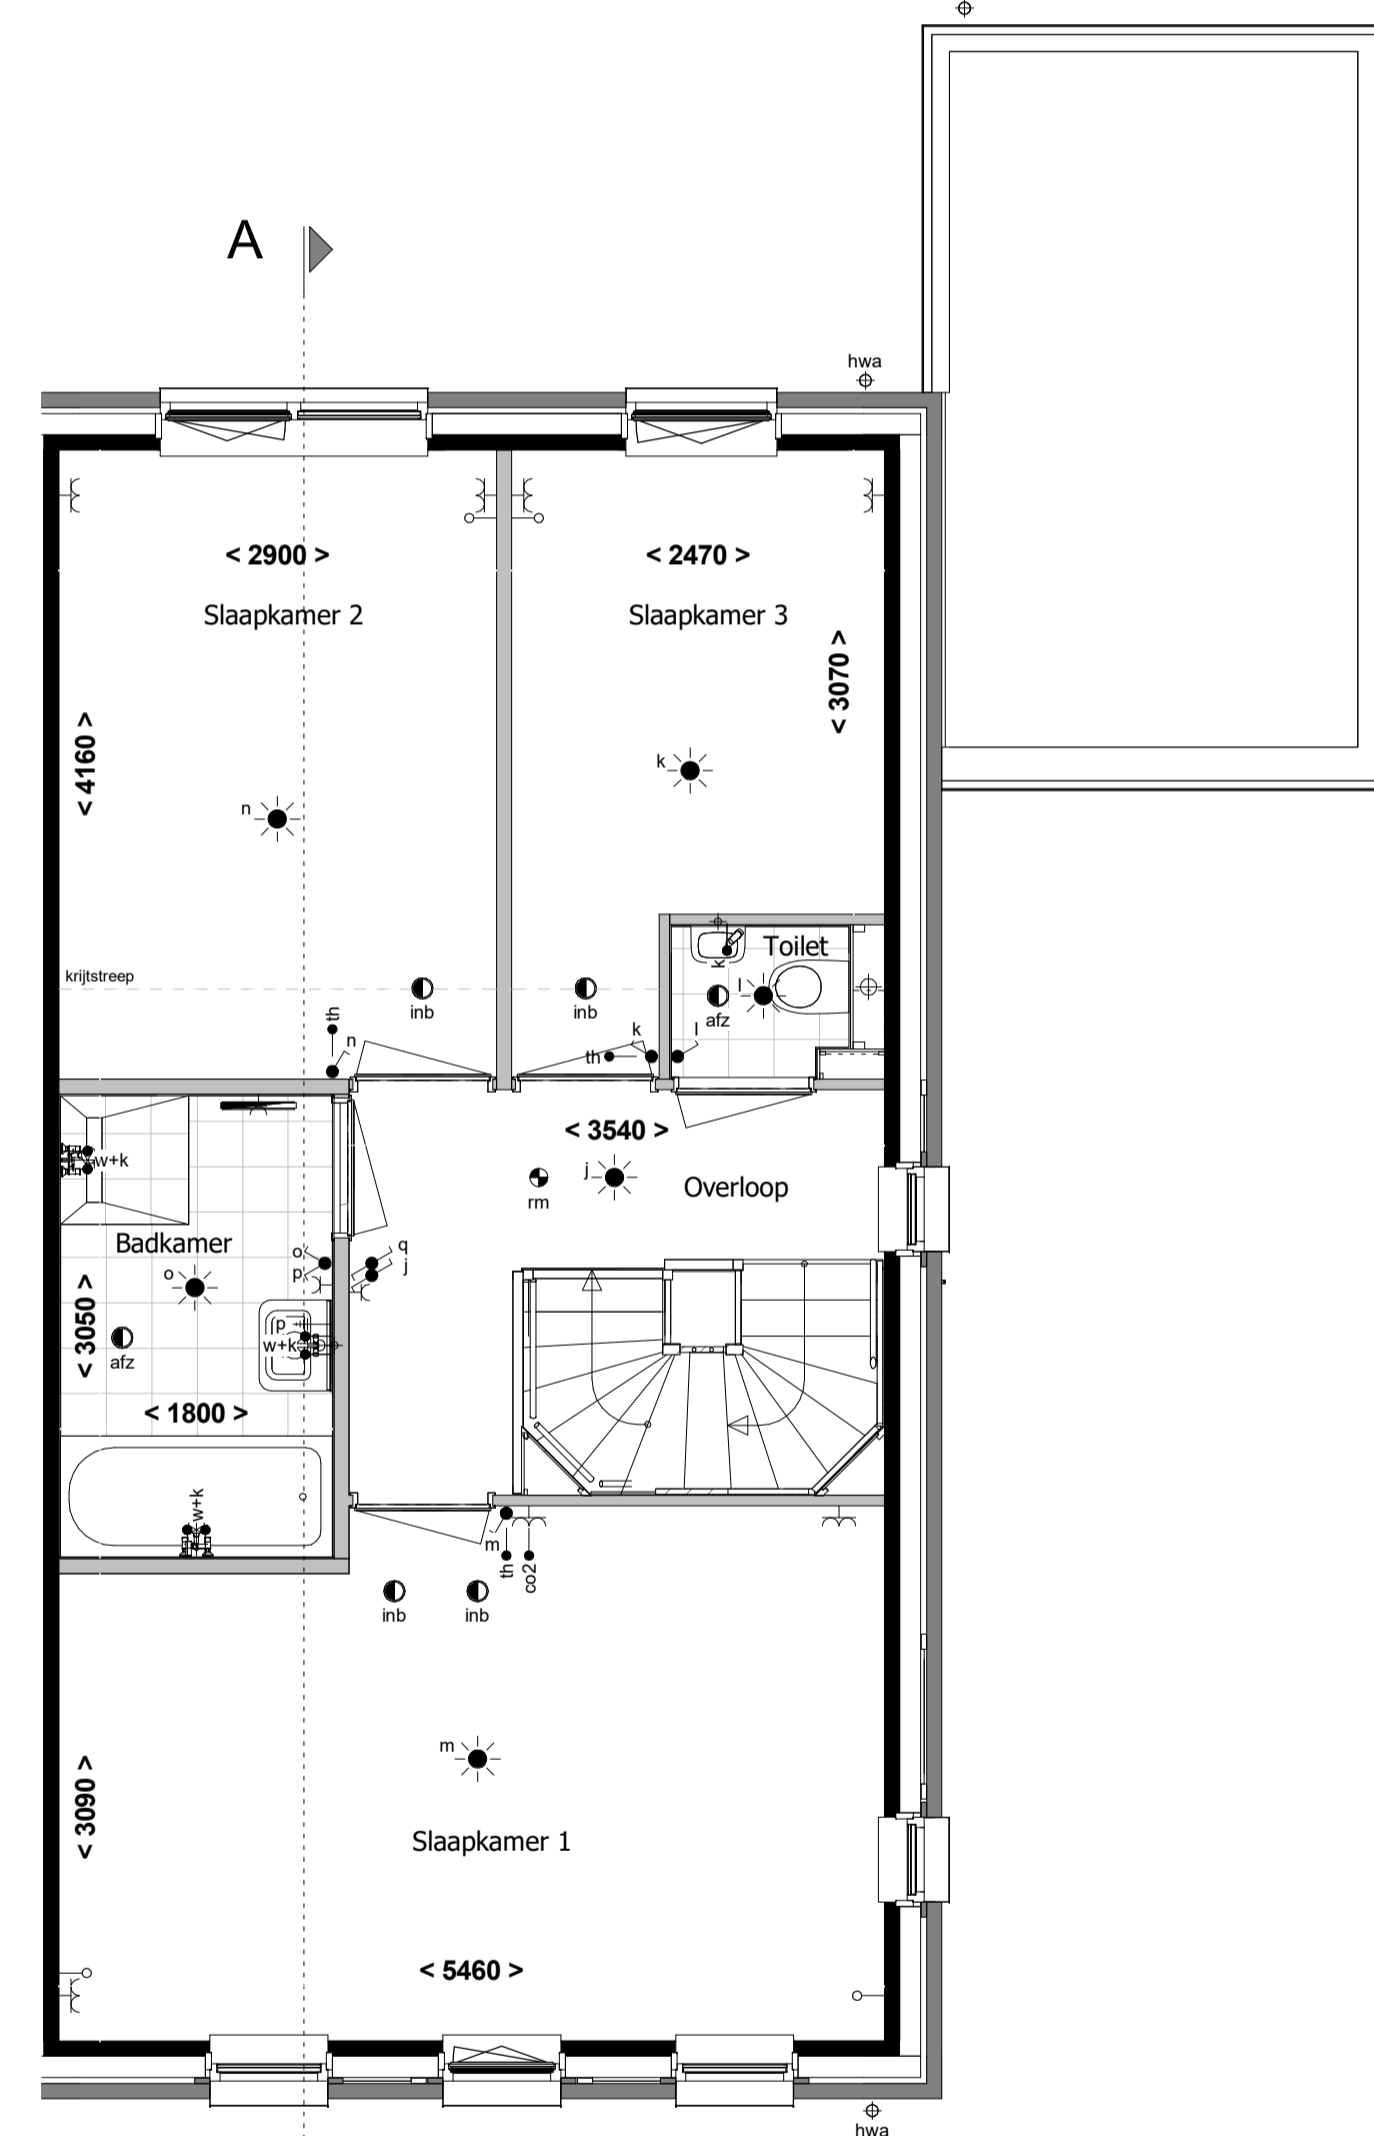 A
hwa
< 2900 >
< 2470 >
Slaapkamer 2
Slaapkamer 3
< 3070 >
< 4160 >
k
n
Toilet
k
krijtstreep
l
inb
inb
afz
th
n
k
th
l
< 3540 >
w+k
j
rm
Overloop
Badkamer
o
q
p
j
o
< 3050 >
p
w+k
afz
< 1800 >
w+k
m
th
co2
inb
inb
m
< 3090 >
Slaapkamer 1
< 5460 >
hwa